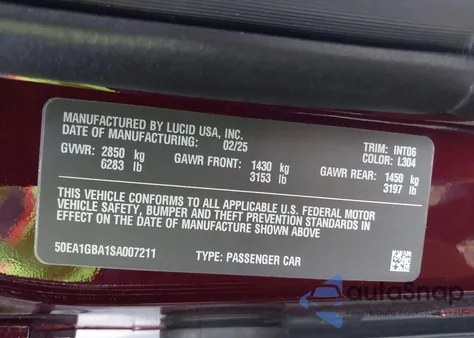 MANUFACTURED BY LUCID USA, INC.
DATE OF MANUFACTURING: 02/25
TRIM: INT06
COLOR: L304
GVWR: 2850 kg
6283 lb
GAWR FRONT: 1430 kg
3153 lb
GAWR REAR: 1450 kg
3197 lb
THIS VEHICLE CONFORMS TO ALL APPLICABLE U.S. FEDERAL MOTOR
VEHICLE SAFETY, BUMPER AND THEFT PREVENTION STANDARDS IN
EFFECT ON THE DATE OF MANUFACTURE SHOWN ABOVE
50EA1GBA1SA007211
TYPE: PASSENGER CAR
autoSnap